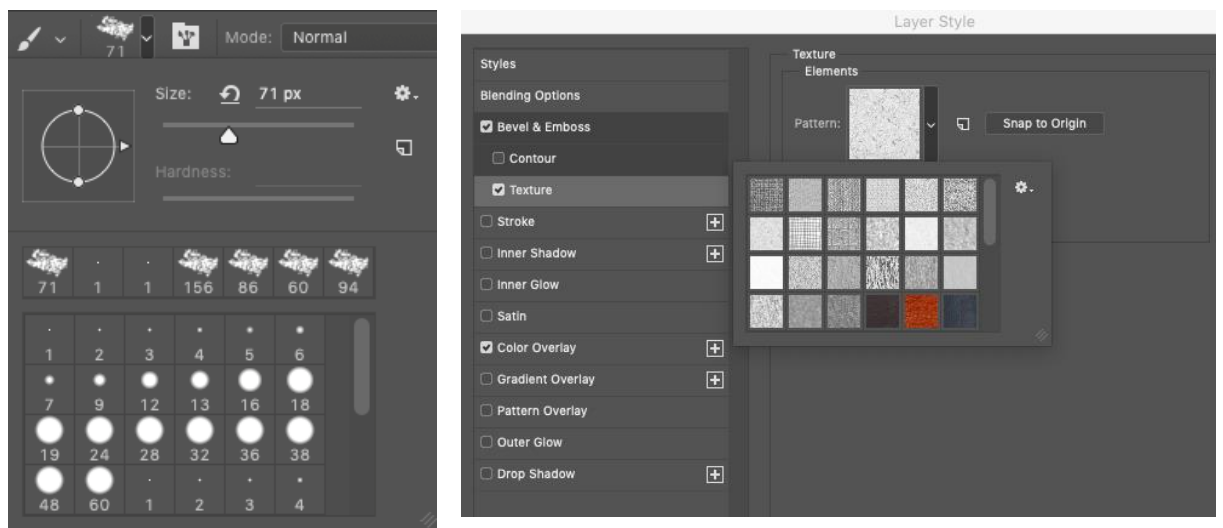 71
Mode: Normal
Size: 71 px
Hardness:
71 1 1 156 86 60 94
1 2 3 4 5 6
7 9 12 13 16 18
19 24 28 32 36 38
48 60 1 2 3 4
Layer Style
Styles
Blending Options
Bevel & Emboss
Contour
Texture
Stroke
Inner Shadow
Inner Glow
Satin
Color Overlay
Gradient Overlay
Pattern Overlay
Outer Glow
Drop Shadow
Texture
Elements
Pattern:
Snap to Origin